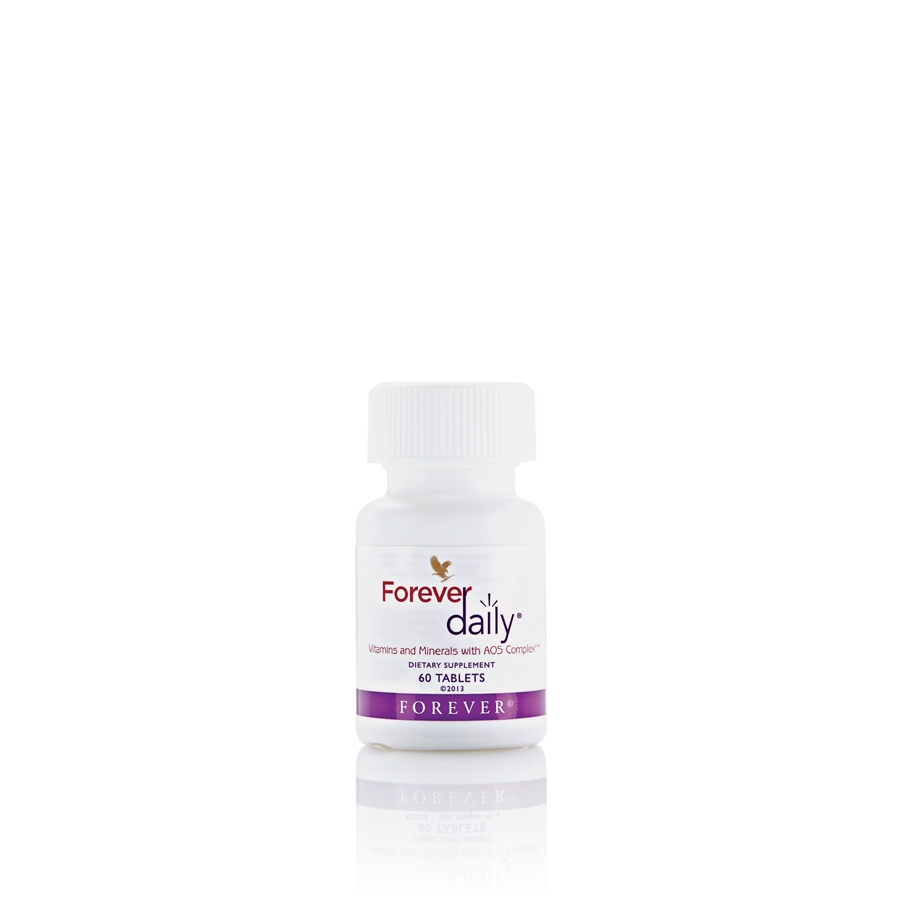 Forever
daily®
Vitamins and Minerals with AOS Complex™
DIETARY SUPPLEMENT
60 TABLETS
©2013
FOREVER®